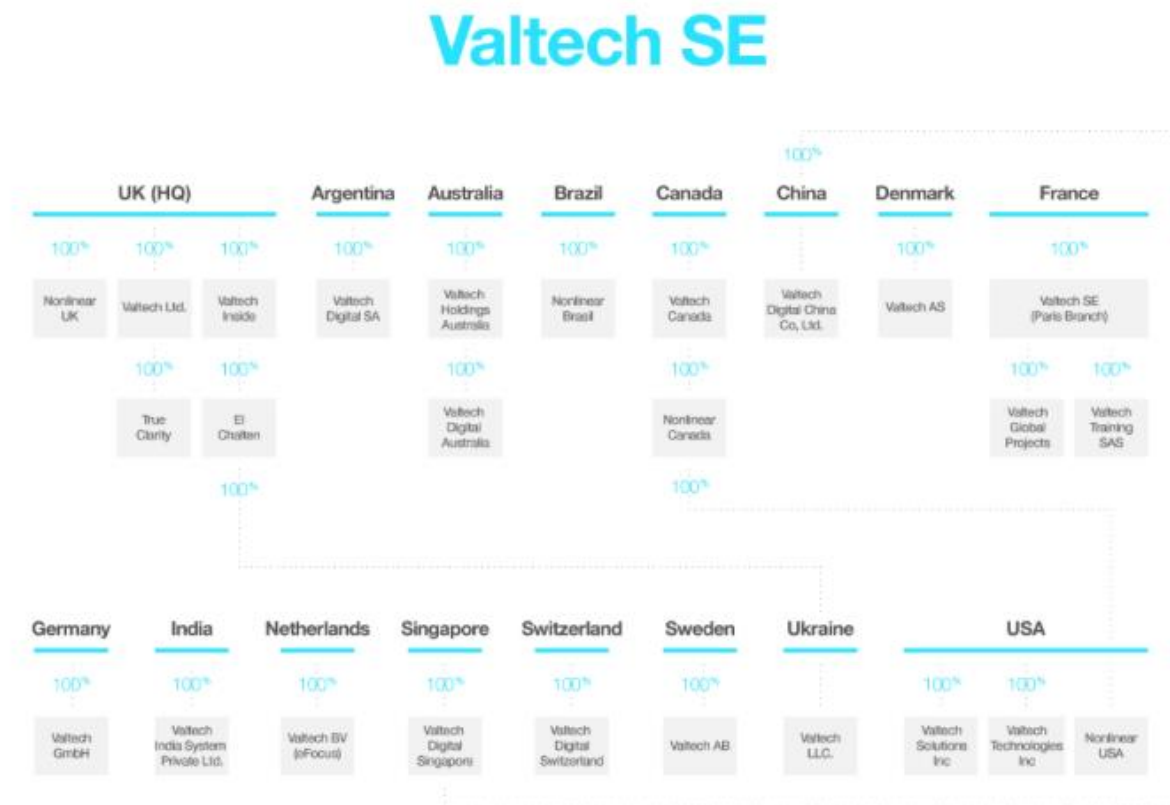 Valtech SE
100%
UK (HQ) Argentina Australia Brazil Canada China Denmark France
100% 100% 100% 100% 100% 100% 100% 100% 100%
Nonlinear UK
Valtech Ltd.
Valtech Inside
Valtech Digital SA
Valtech Holdings Australia
Nonlinear Brasil
Valtech Canada
Valtech Digital China Co, Ltd.
Valtech AS
Valtech SE (Paris Branch)
100% 100% 100% 100% 100% 100%
True Clarity
El Chalten
Valtech Digital Australia
Nonlinear Canada
Valtech Global Projects
Valtech Training SAS
100% 100%
Germany India Netherlands Singapore Switzerland Sweden Ukraine USA
100% 100% 100% 100% 100% 100% 100% 100%
Valtech GmbH
Valtech India System Private Ltd.
Valtech BV (eFocus)
Valtech Digital Singapore
Valtech Digital Switzerland
Valtech AB
Valtech LLC.
Valtech Solutions Inc
Valtech Technologies Inc
Nonlinear USA